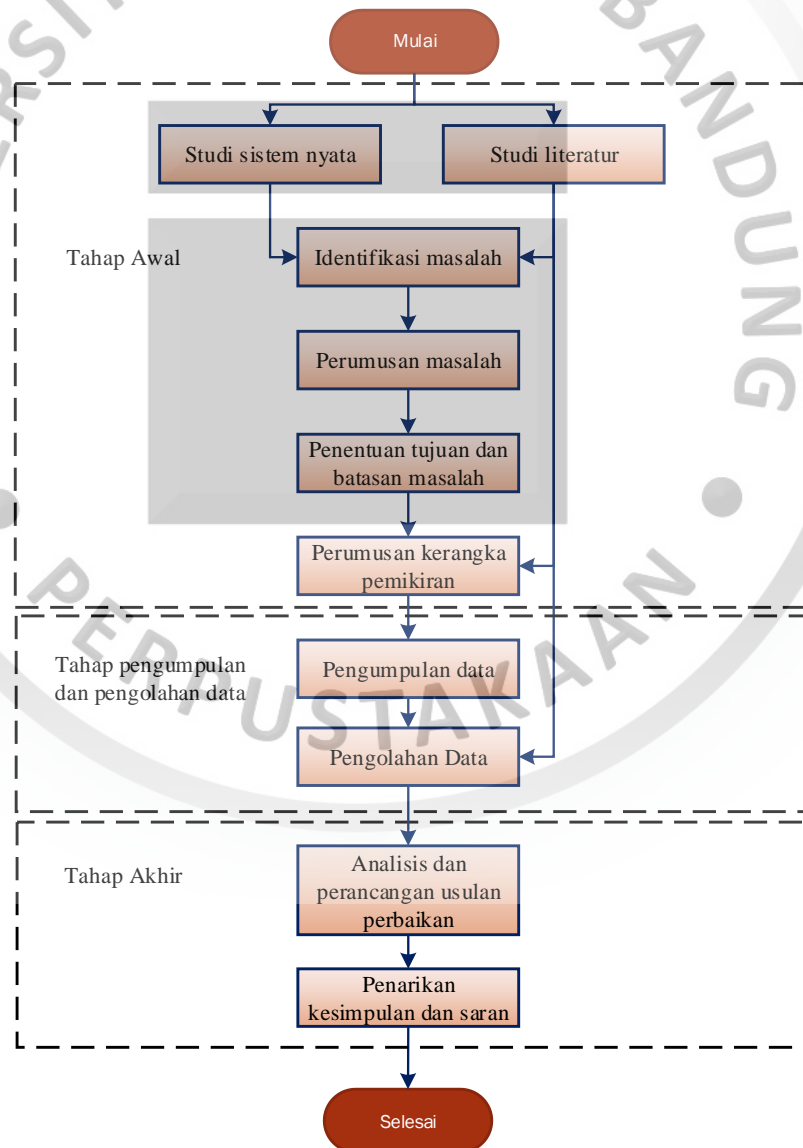 Mulai
Studi sistem nyata
Studi literatur
Tahap Awal
Identifikasi masalah
Perumusan masalah
Penentuan tujuan dan
batasan masalah
Perumusan kerangka
pemikiran
Tahap pengumpulan
dan pengolahan data
Pengumpulan data
Pengolahan Data
Tahap Akhir
Analisis dan
perancangan usulan
perbaikan
Penarikan
kesimpulan dan saran
Selesai
BANDUNG
PERPUSTAKAAN